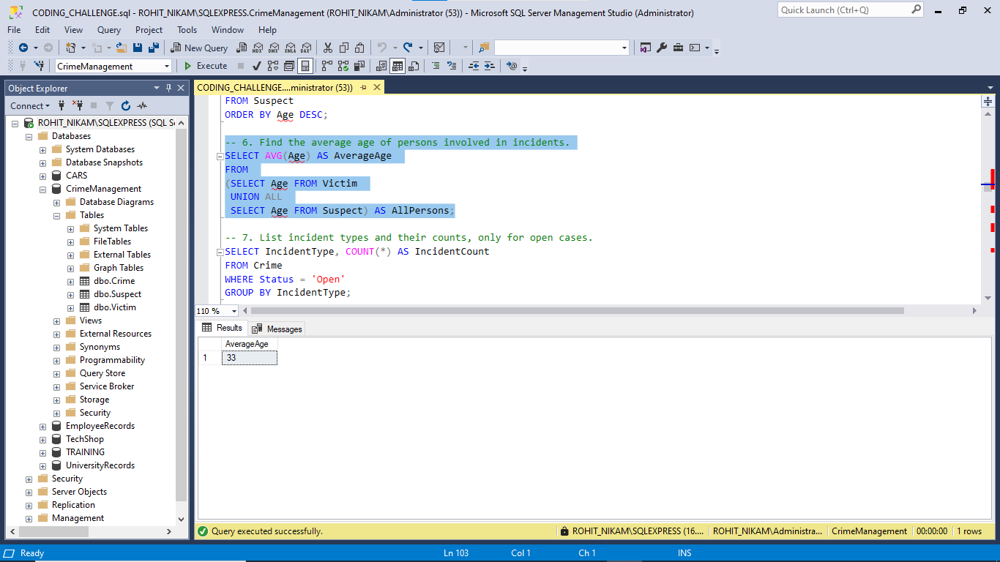 CODING_CHALLENGE.sql - ROHIT_NIKAM\SQLEXPRESS.CrimeManagement (ROHIT_NIKAM\Administrator (53)) - Microsoft SQL Server Management Studio (Administrator)
Quick Launch (Ctrl+Q)
File Edit View Query Project Tools Window Help
New Query MDX DMX XMLA DAX
CrimeManagement Execute
Object Explorer
Connect
ROHIT_NIKAM\SQLEXPRESS (SQL S
Databases
System Databases
Database Snapshots
CARS
CrimeManagement
Database Diagrams
Tables
System Tables
FileTables
External Tables
Graph Tables
dbo.Crime
dbo.Suspect
dbo.Victim
Views
External Resources
Synonyms
Programmability
Query Store
Service Broker
Storage
Security
EmployeeRecords
TechShop
TRAINING
UniversityRecords
Security
Server Objects
Replication
Management
CODING_CHALLENGE....ministrator (53))
FROM Suspect
ORDER BY Age DESC;
-- 6. Find the average age of persons involved in incidents.
SELECT AVG(Age) AS AverageAge
FROM
(SELECT Age FROM Victim
UNION ALL
SELECT Age FROM Suspect) AS AllPersons;
-- 7. List incident types and their counts, only for open cases.
SELECT IncidentType, COUNT(*) AS IncidentCount
FROM Crime
WHERE Status = 'Open'
GROUP BY IncidentType;
110 %
Results Messages
AverageAge
1 33
Query executed successfully. ROHIT_NIKAM\SQLEXPRESS (16.... ROHIT_NIKAM\Administra... CrimeManagement 00:00:00 1 rows
Ready Ln 103 Col 1 Ch 1 INS